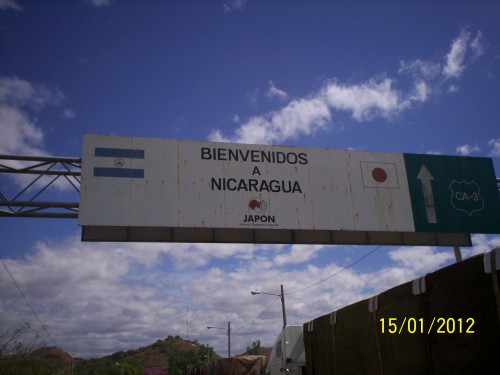 BIENVENIDOS
A
NICARAGUA
JAPON
CA-3
15/01/2012